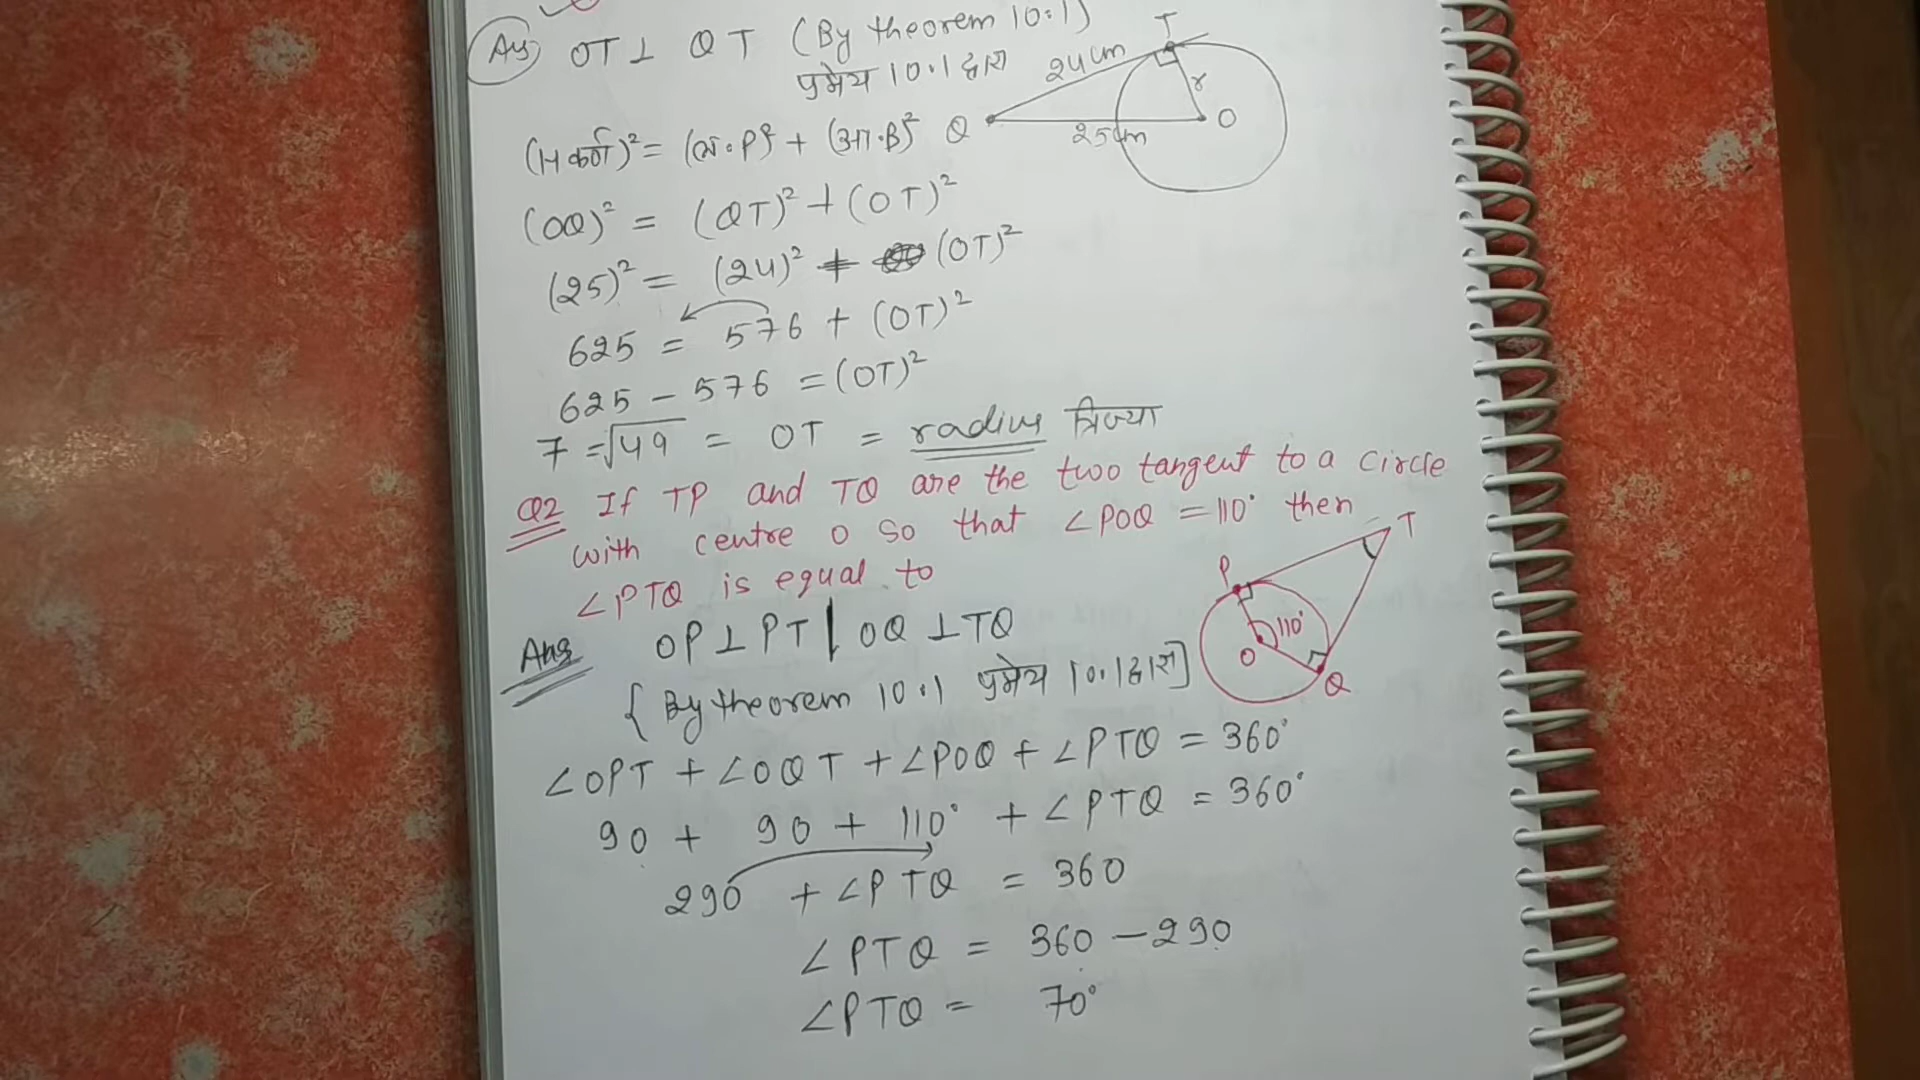 Ans OT ⊥ QT (By theorem 10.1)
प्रमेय 10.1 द्वारा
T
24 cm
r
Q
25 cm
O
(H कर्ण)² = (लं.P)² + (आ.B)²
(OQ)² = (QT)² + (OT)²
(25)² = (24)² + (OT)²
625 = 576 + (OT)²
625 - 576 = (OT)²
7 = √49 = OT = radius त्रिज्या
Q2 If TP and TQ are the two tangent to a circle
with centre O so that ∠POQ = 110° then
∠PTQ is equal to
T
P
110°
O
Q
Ans OP ⊥ PT | OQ ⊥ TQ
{ By theorem 10.1 प्रमेय 10.1 द्वारा ]
∠OPT + ∠OQT + ∠POQ + ∠PTQ = 360°
90 + 90 + 110° + ∠PTQ = 360°
290 + ∠PTQ = 360
∠PTQ = 360 - 290
∠PTQ = 70°